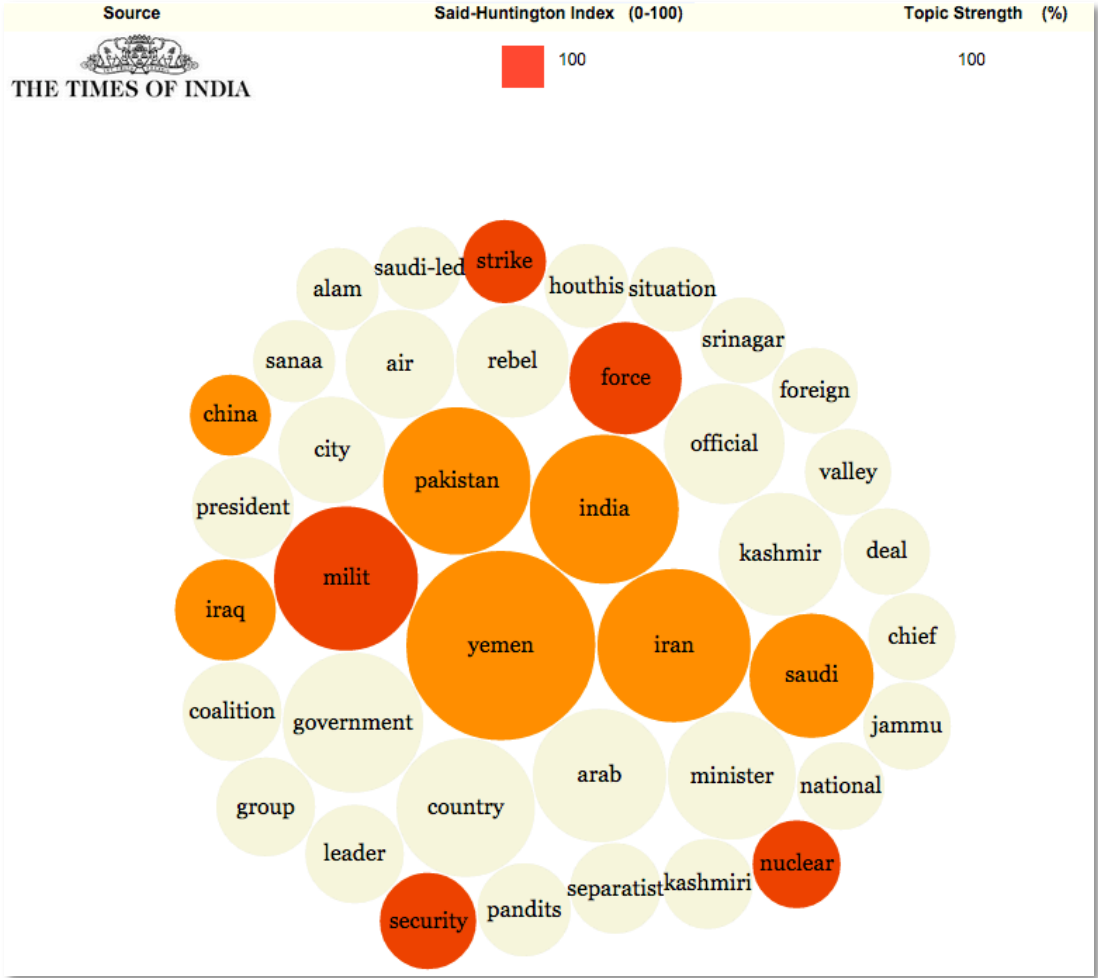 Source Said-Huntington Index (0-100) Topic Strength (%)
THE TIMES OF INDIA 100 100
strike
saudi-led
houthis situation
alam
srinagar
sanaa air rebel
force
foreign
china
city
official
valley
pakistan
president
india
kashmir deal
milit
iraq
chief
yemen iran
saudi
coalition
government
jammu
arab minister
national
group
country
leader
nuclear
separatist kashmiri
security pandits